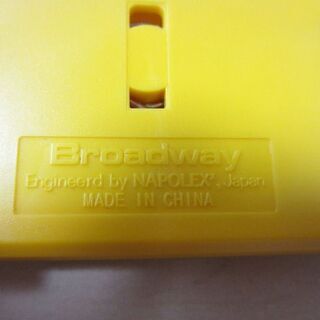 Broadway
Engineerd by NAPOLEX®, Japan
MADE IN CHINA